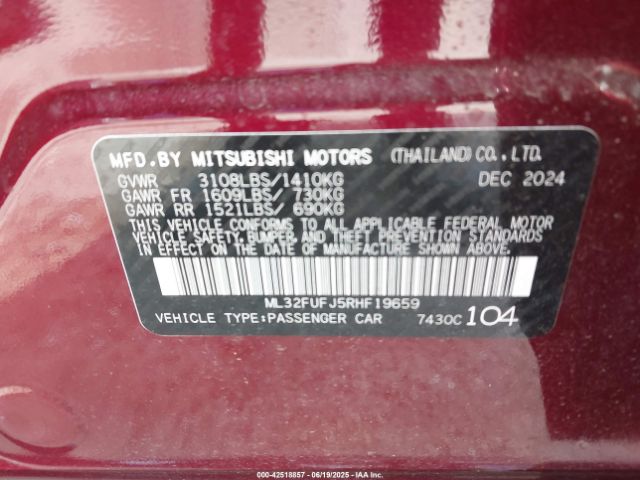 MFD.BY MITSUBISHI MOTORS (THAILAND)CO.,LTD.
GVWR 3108LBS/1410KG DEC 2024
GAWR FR 1609LBS/ 730KG
GAWR RR 1521LBS/ 690KG
THIS VEHICLE CONFORMS TO ALL APPLICABLE FEDERAL MOTOR
VEHICLE SAFETY, BUMPER, AND THEFT PREVENTION STANDARDS
IN EFFECT ON THE DATE OF MANUFACTURE SHOWN ABOVE.
ML32FUFJ5RHF19659
VEHICLE TYPE:PASSENGER CAR 7430C 104
000-42518857 - 06/19/2025 - IAAI.COM